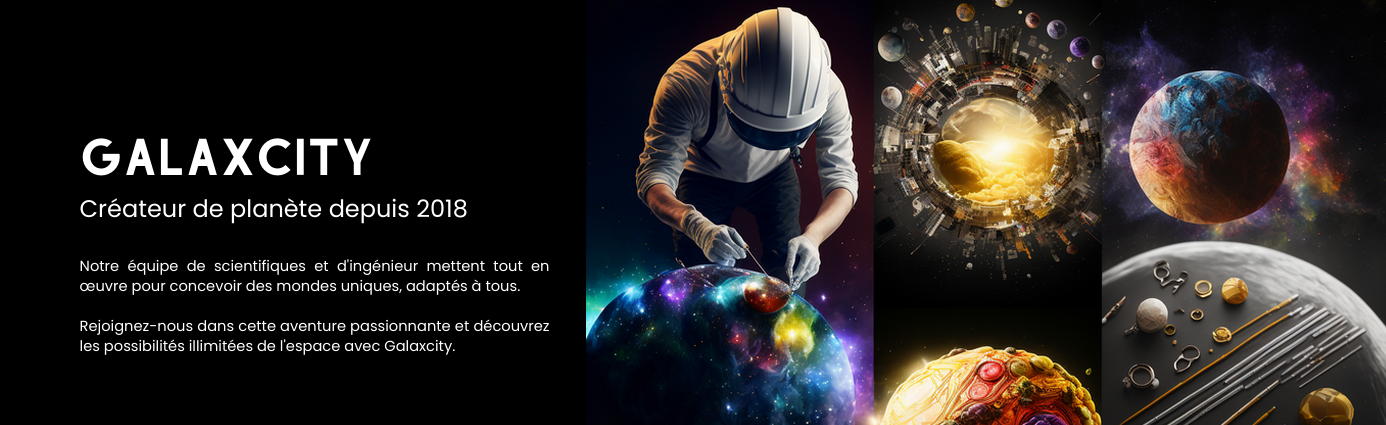 GALAXCITY
Créateur de planète depuis 2018
Notre équipe de scientifiques et d'ingénieur mettent tout en
œuvre pour concevoir des mondes uniques, adaptés à tous.
Rejoignez-nous dans cette aventure passionnante et découvrez
les possibilités illimitées de l'espace avec Galaxcity.